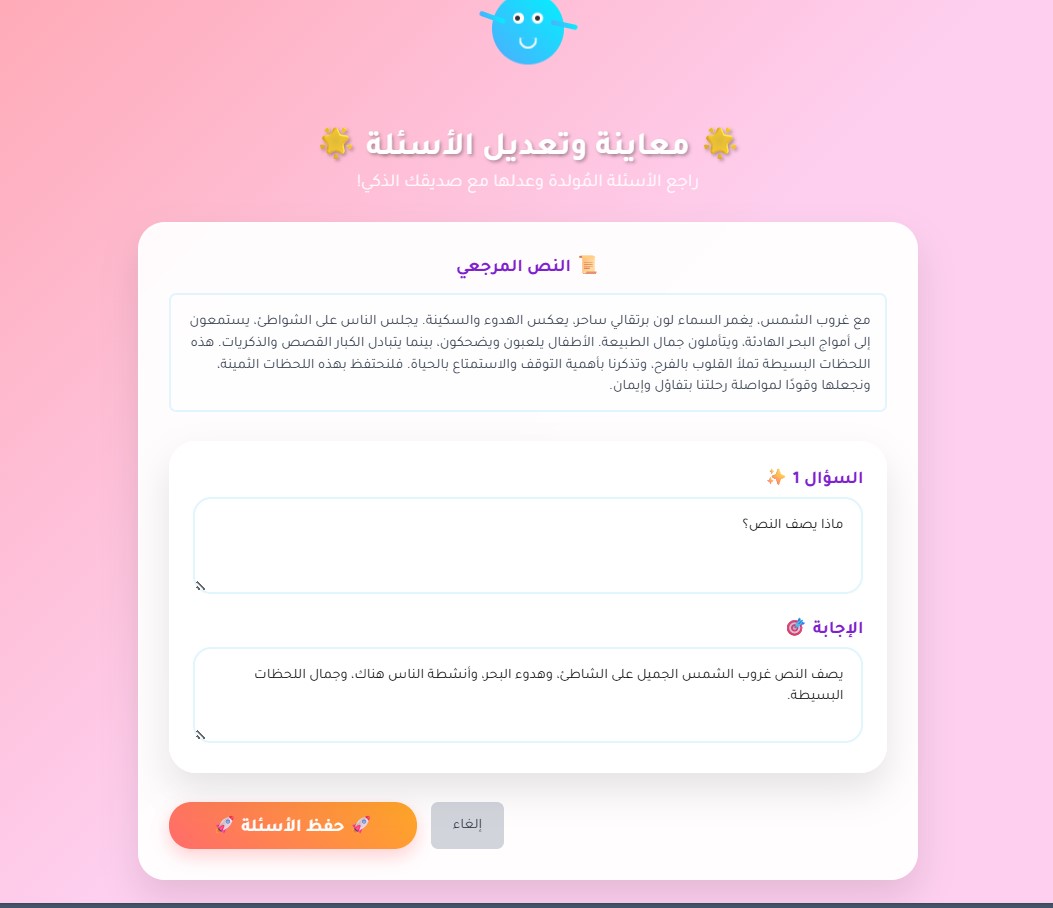 🌟 معاينة وتعديل الأسئلة 🌟
راجع الأسئلة المُولدة وعدلها مع صديقك الذكي!
📜 النص المرجعي
مع غروب الشمس، يغمر السماء لون برتقالي ساحر، يعكس الهدوء والسكينة. يجلس الناس على الشواطئ، يستمعون
إلى أمواج البحر الهادئة، ويتأملون جمال الطبيعة. الأطفال يلعبون ويضحكون، بينما يتبادل الكبار القصص والذكريات. هذه
اللحظات البسيطة تملأ القلوب بالفرح، وتذكرنا بأهمية التوقف والاستمتاع بالحياة. فلنحتفظ بهذه اللحظات الثمينة،
ونجعلها وقودًا لمواصلة رحلتنا بتفاؤل وإيمان.
السؤال 1 ✨
ماذا يصف النص؟
الإجابة 🎯
يصف النص غروب الشمس الجميل على الشاطئ، وهدوء البحر، وأنشطة الناس هناك، وجمال اللحظات
البسيطة.
إلغاء
🚀 حفظ الأسئلة 🚀